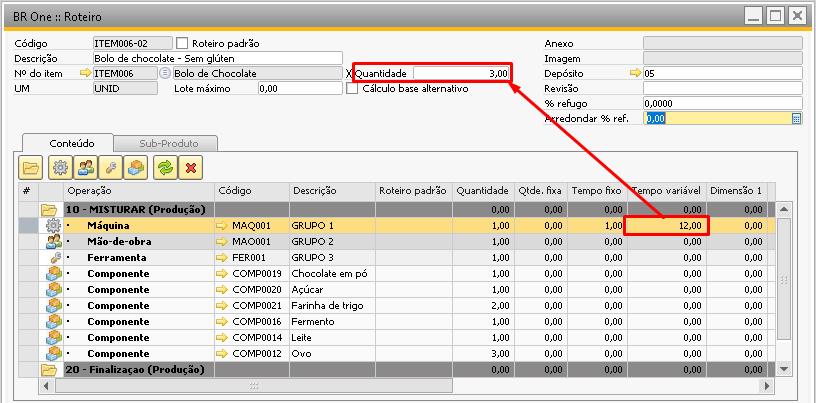 BR One :: Roteiro
Código ITEM006-02 Roteiro padrão Anexo
Descrição Bolo de chocolate - Sem glúten Imagem
Nº do item ITEM006 Bolo de Chocolate X Quantidade 3,00 Depósito 05
UM UNID Lote máximo 0,00 Cálculo base alternativo Revisão
% refugo 0,0000
Arredondar % ref. 0,00
Conteúdo Sub-Produto
# Operação Código Descrição Roteiro padrão Quantidade Qtde. fixa Tempo fixo Tempo variável Dimensão 1
10 - MISTURAR (Produção) 0,00 0,00 0,00 0,00 0,00
Máquina MAQ001 GRUPO 1 1,00 0,00 1,00 12,00 0,00
Mão-de-obra MAO001 GRUPO 2 1,00 0,00 0,00 0,00 0,00
Ferramenta FER001 GRUPO 3 1,00 0,00 0,00 0,00 0,00
Componente COMP0019 Chocolate em pó 1,00 0,00 0,00 0,00 0,00
Componente COMP0020 Açúcar 1,00 0,00 0,00 0,00 0,00
Componente COMP0021 Farinha de trigo 2,00 0,00 0,00 0,00 0,00
Componente COMP0016 Fermento 1,00 0,00 0,00 0,00 0,00
Componente COMP0014 Leite 1,00 0,00 0,00 0,00 0,00
Componente COMP0012 Ovo 3,00 0,00 0,00 0,00 0,00
20 - Finalizaçao (Produção) 0,00 0,00 0,00 0,00 0,00